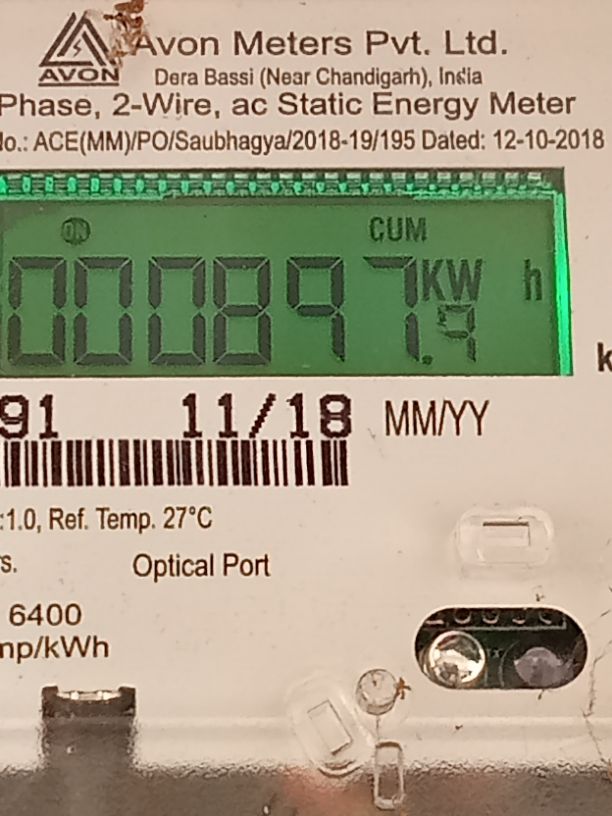 Avon Meters Pvt. Ltd.
AVON
Dera Bassi (Near Chandigarh), India
Phase, 2-Wire, ac Static Energy Meter
No.: ACE(MM)/PO/Saubhagya/2018-19/195 Dated: 12-10-2018
ON CUM
000897.9 KW h
k
91 11/18 MM/YY
:1.0, Ref. Temp. 27°C
s. Optical Port
6400
mp/kWh